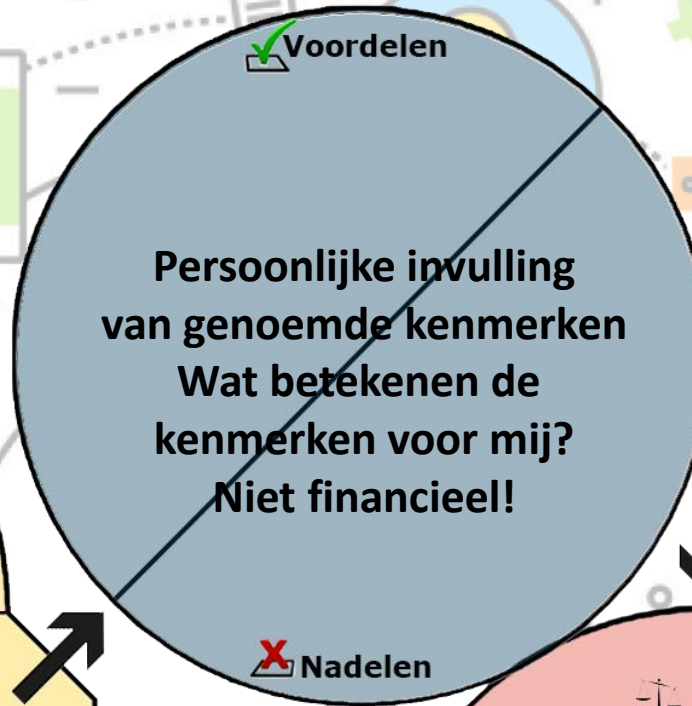 Voordelen
Persoonlijke invulling
van genoemde kenmerken
Wat betekenen de
kenmerken voor mij?
Niet financieel!
Nadelen